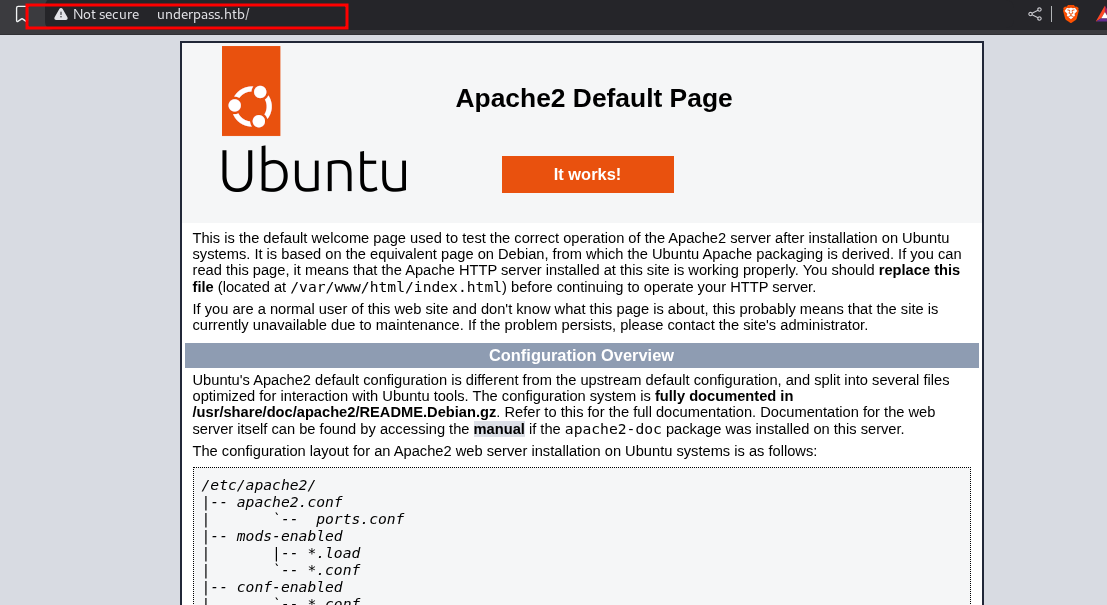 Not secure underpass.htb/
Apache2 Default Page
Ubuntu
It works!
This is the default welcome page used to test the correct operation of the Apache2 server after installation on Ubuntu
systems. It is based on the equivalent page on Debian, from which the Ubuntu Apache packaging is derived. If you can
read this page, it means that the Apache HTTP server installed at this site is working properly. You should replace this
file (located at /var/www/html/index.html) before continuing to operate your HTTP server.
If you are a normal user of this web site and don't know what this page is about, this probably means that the site is
currently unavailable due to maintenance. If the problem persists, please contact the site's administrator.
Configuration Overview
Ubuntu's Apache2 default configuration is different from the upstream default configuration, and split into several files
optimized for interaction with Ubuntu tools. The configuration system is fully documented in
/usr/share/doc/apache2/README.Debian.gz. Refer to this for the full documentation. Documentation for the web
server itself can be found by accessing the manual if the apache2-doc package was installed on this server.
The configuration layout for an Apache2 web server installation on Ubuntu systems is as follows:
/etc/apache2/
|-- apache2.conf
|       `--  ports.conf
|-- mods-enabled
|       |-- *.load
|       `-- *.conf
|-- conf-enabled
|       `-- *.conf